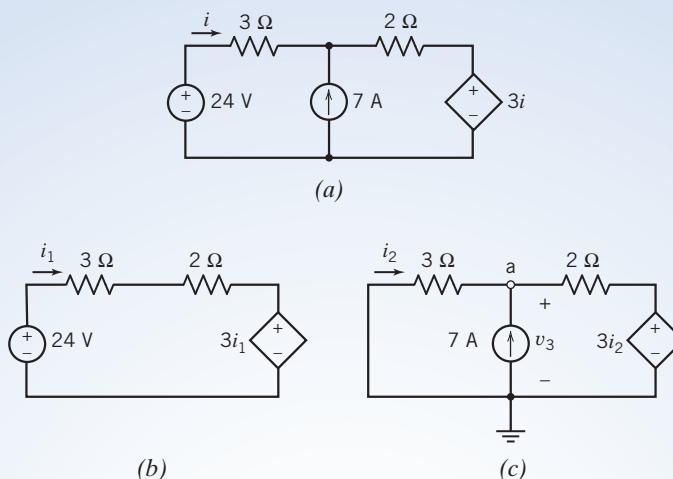 i 3 Ω 2 Ω
+ − 24 V 7 A + − 3i
(a)
i₁ 3 Ω 2 Ω
+ − 24 V + − 3i₁
(b)
i₂ 3 Ω a 2 Ω
+
7 A v₃ + − 3i₂
−
(c)